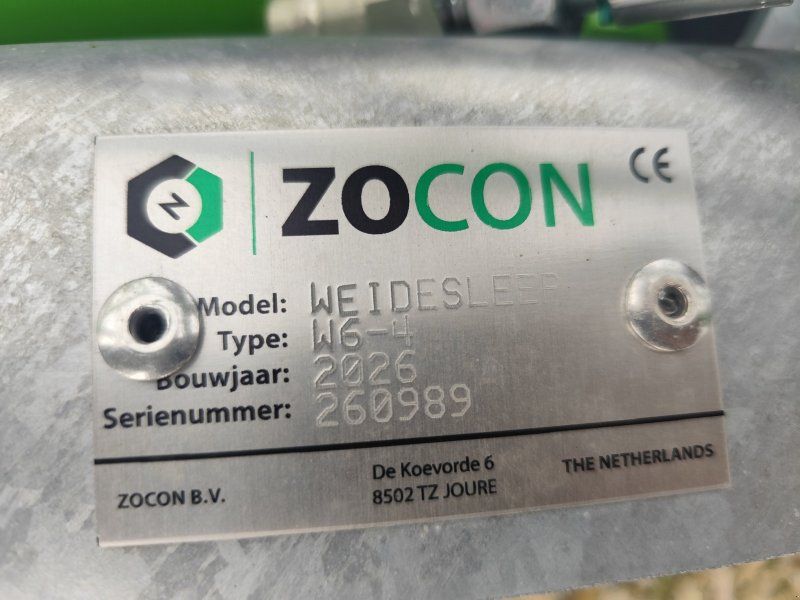 Z
ZOCON
CE
Model: WEIDESLEEP
Type: W6-4
Bouwjaar: 2026
Serienummer: 260989
ZOCON B.V.
De Koevorde 6
8502 TZ JOURE
THE NETHERLANDS